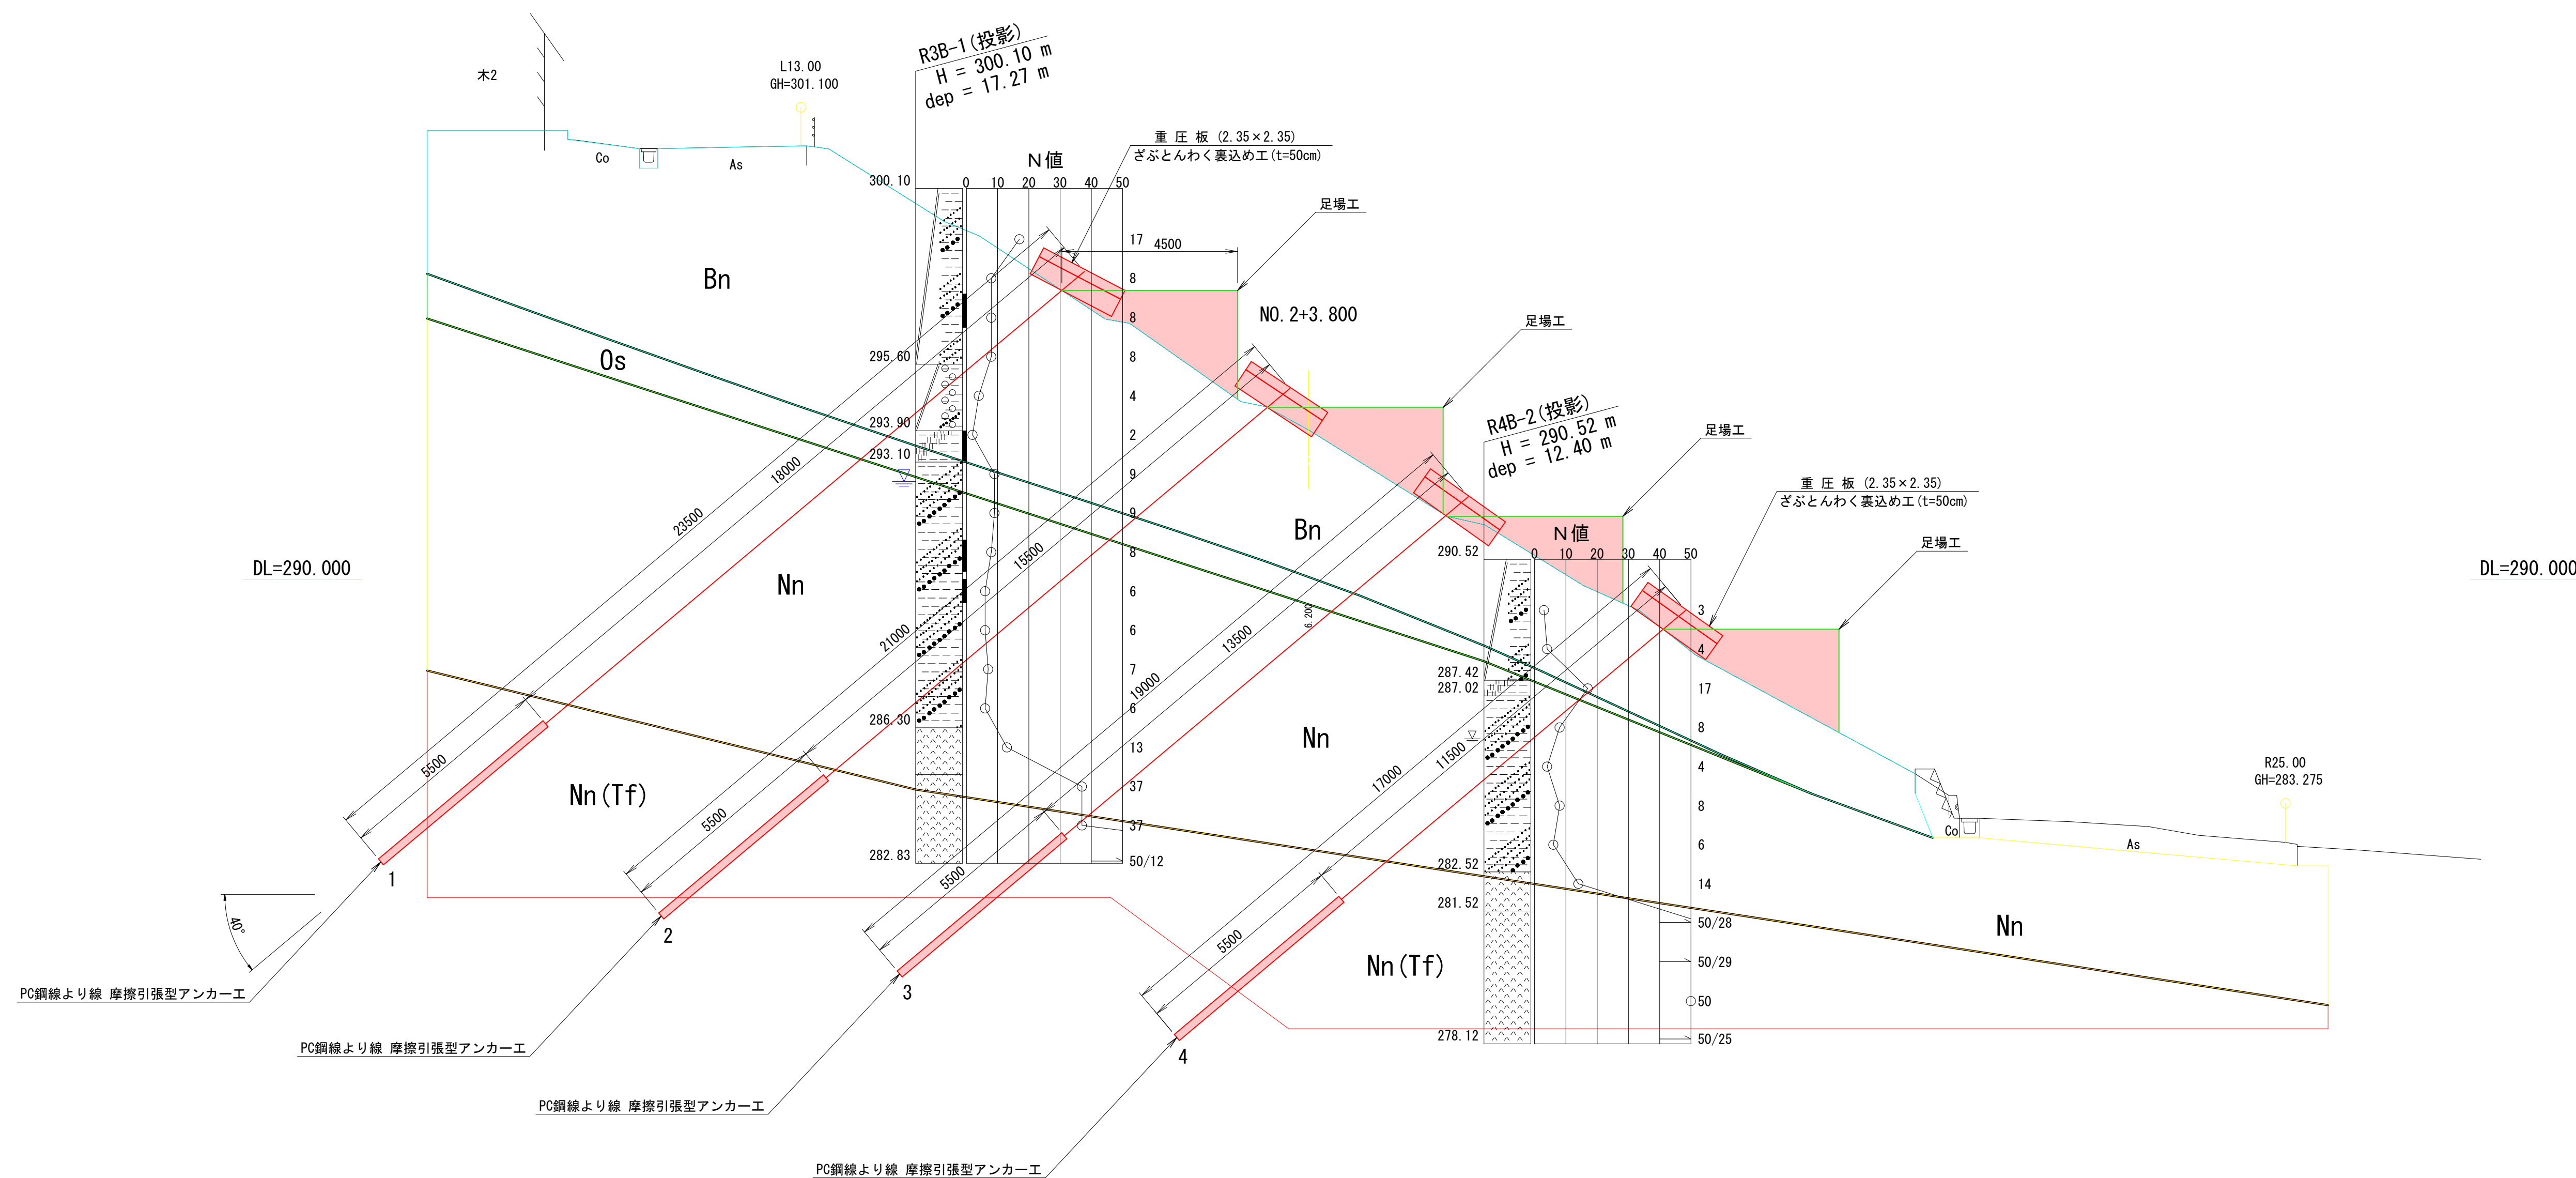 木2
L13.00
GH=301.100
Co
As
R3B-1(投影)
H = 300.10 m
dep = 17.27 m
N値
0 10 20 30 40 50
重 圧 板 (2.35×2.35)
ざぶとんわく裏込め工(t=50cm)
足場工
4500
NO.2+3.800
足場工
R4B-2(投影)
H = 290.52 m
dep = 12.40 m
足場工
重 圧 板 (2.35×2.35)
ざぶとんわく裏込め工(t=50cm)
足場工
N値
0 10 20 30 40 50
300.10
295.60
293.90
293.10
286.30
282.83
17
8
8
8
4
2
9
9
8
6
6
7
6
13
37
37
50/12
290.52
287.42
287.02
282.52
281.52
278.12
3
4
17
8
4
8
6
14
50/28
50/29
50
50/25
Bn
Os
Nn
Nn(Tf)
Bn
Nn
Nn(Tf)
Nn
DL=290.000
DL=290.000
6.200
18000
23500
5500
15500
21000
5500
13500
19000
5500
11500
17000
5500
R25.00
GH=283.275
Co
As
40°
1
2
3
4
PC鋼線より線 摩擦引張型アンカー工
PC鋼線より線 摩擦引張型アンカー工
PC鋼線より線 摩擦引張型アンカー工
PC鋼線より線 摩擦引張型アンカー工